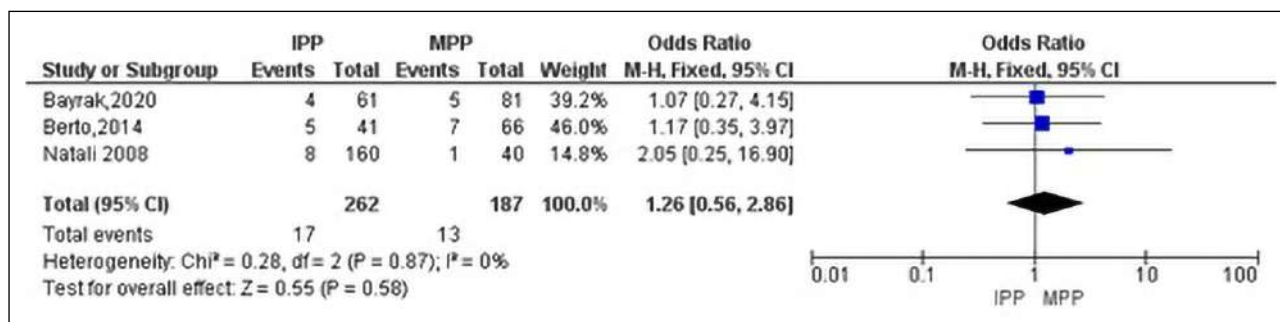 IPP MPP Odds Ratio Odds Ratio
Study or Subgroup Events Total Events Total Weight M-H, Fixed, 95% CI M-H, Fixed, 95% CI
Bayrak,2020 4 61 5 81 39.2% 1.07 [0.27, 4.15]
Berto,2014 5 41 7 66 46.0% 1.17 [0.35, 3.97]
Natali 2008 8 160 1 40 14.8% 2.05 [0.25, 16.90]
Total (95% CI) 262 187 100.0% 1.26 [0.56, 2.86]
Total events 17 13
Heterogeneity: Chi² = 0.28, df = 2 (P = 0.87); I² = 0%
Test for overall effect: Z = 0.55 (P = 0.58)
0.01 0.1 1 10 100
IPP MPP